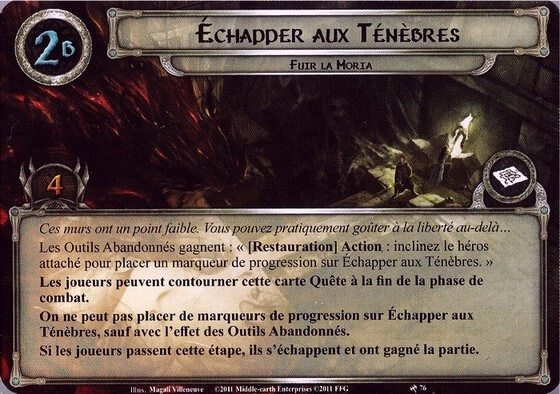 2B
Échapper aux Ténèbres
Fuir la Moria
4
Ces murs ont un point faible. Vous pouvez pratiquement goûter à la liberté au-delà...
Les Outils Abandonnés gagnent : « [Restauration] Action : inclinez le héros
attaché pour placer un marqueur de progression sur Échapper aux Ténèbres. »
Les joueurs peuvent contourner cette carte Quête à la fin de la phase de
combat.
On ne peut pas placer de marqueurs de progression sur Échapper aux
Ténèbres, sauf avec l'effet des Outils Abandonnés.
Si les joueurs passent cette étape, ils s'échappent et ont gagné la partie.
Illus. Magali Villeneuve ©2011 Middle-earth Enterprises ©2011 FFG 76